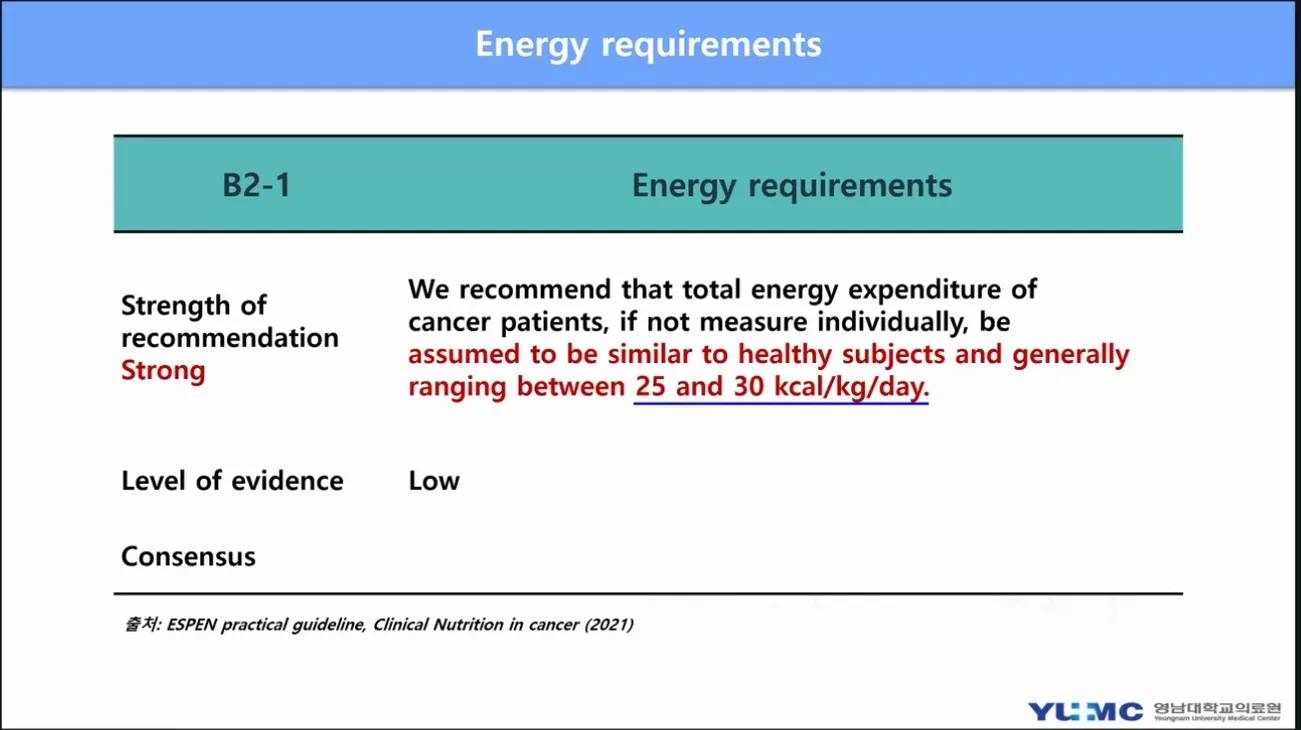 Energy requirements
B2-1
Energy requirements
Strength of
recommendation
Strong
We recommend that total energy expenditure of
cancer patients, if not measure individually, be
assumed to be similar to healthy subjects and generally
ranging between 25 and 30 kcal/kg/day.
Level of evidence
Low
Consensus
출처: ESPEN practical guideline, Clinical Nutrition in cancer (2021)
YUMC 영남대학교의료원
Yeungnam University Medical Center